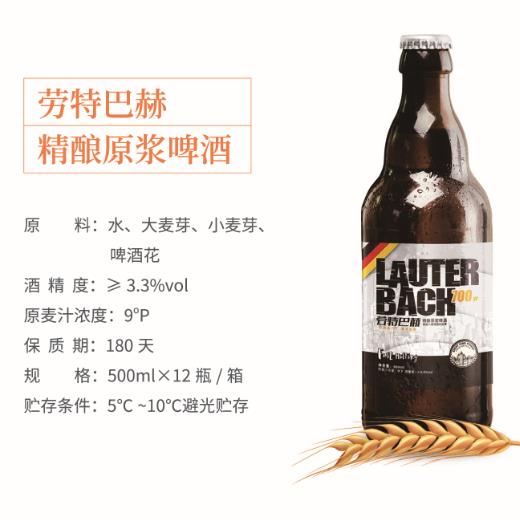 劳特巴赫
精酿原浆啤酒
原　　料：水、大麦芽、小麦芽、
啤酒花
酒 精 度：≥ 3.3%vol
原麦汁浓度：9°P
保 质 期：180 天
规　　格：500ml×12 瓶 / 箱
贮存条件：5℃ ~10℃避光贮存
LAUTER
BACH
100
劳特巴赫